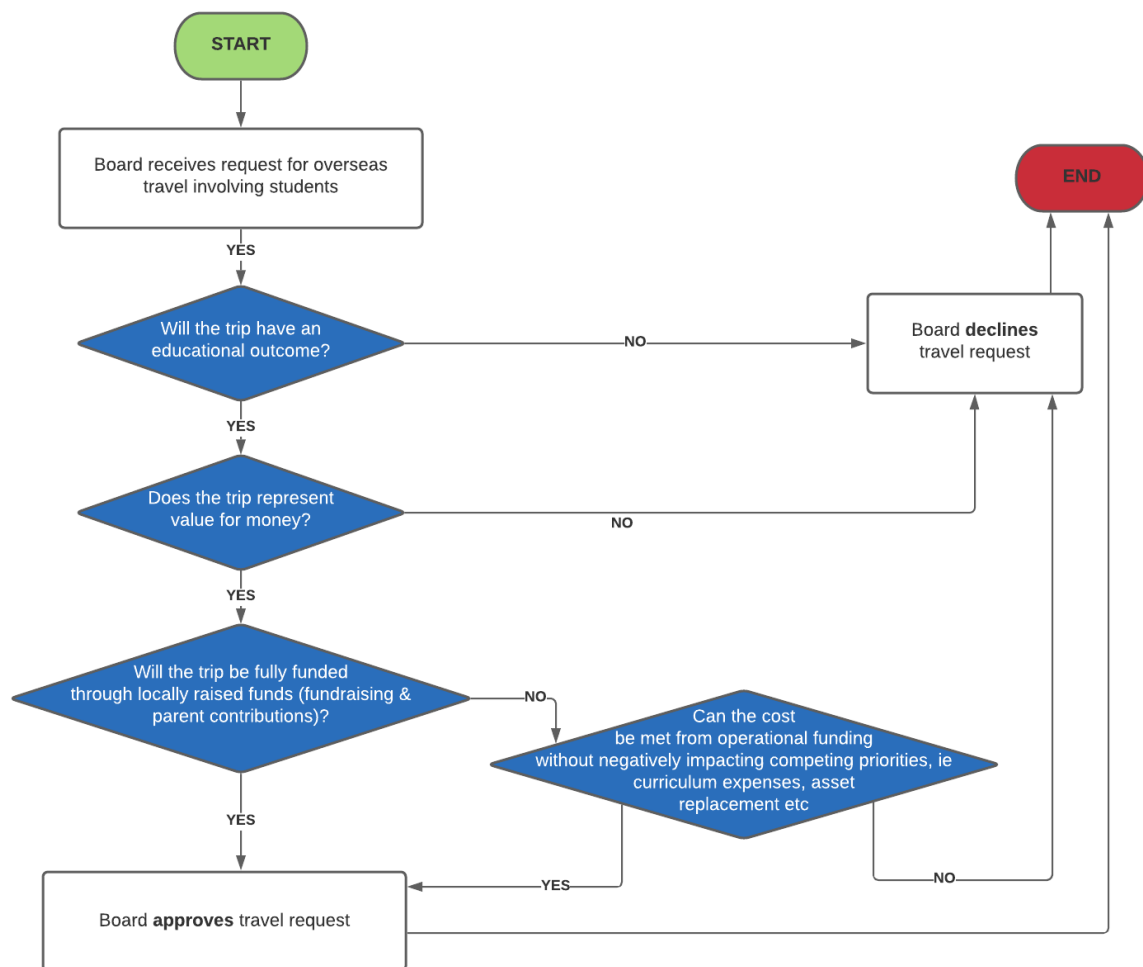 START
Board receives request for overseas
travel involving students
END
YES
Will the trip have an
educational outcome?
NO
Board declines
travel request
YES
Does the trip represent
value for money?
NO
YES
Will the trip be fully funded
through locally raised funds (fundraising &
parent contributions)?
NO
Can the cost
be met from operational funding
without negatively impacting competing priorities, ie
curriculum expenses, asset
replacement etc
YES
YES
NO
Board approves travel request